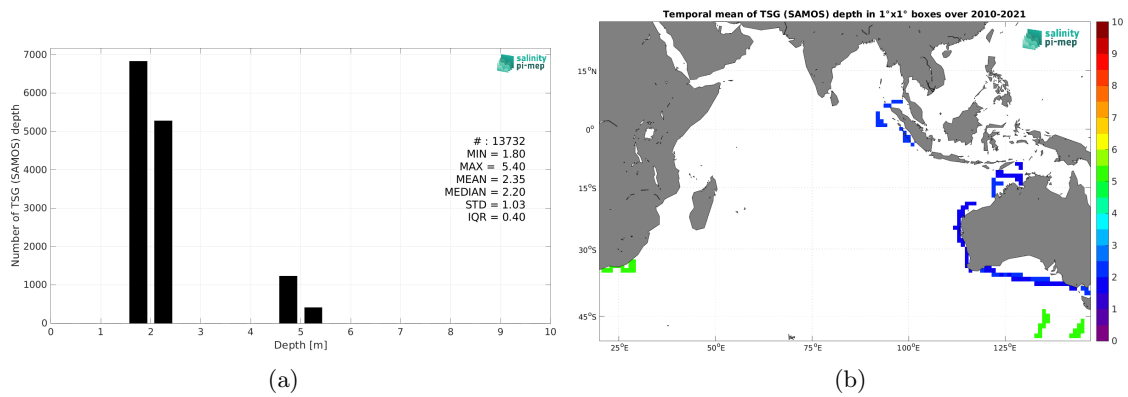 Number of TSG (SAMOS) depth
7000
6000
5000
4000
3000
2000
1000
0
0 1 2 3 4 5 6 7 8 9 10
Depth [m]
salinity
pi-mep
# : 13732
MIN = 1.80
MAX = 5.40
MEAN = 2.35
MEDIAN = 2.20
STD = 1.03
IQR = 0.40
(a)
Temporal mean of TSG (SAMOS) depth in 1°x1° boxes over 2010-2021
salinity
pi-mep
15°N
0°
15°S
30°S
45°S
25°E 50°E 75°E 100°E 125°E
10
9
8
7
6
5
4
3
2
1
0
(b)